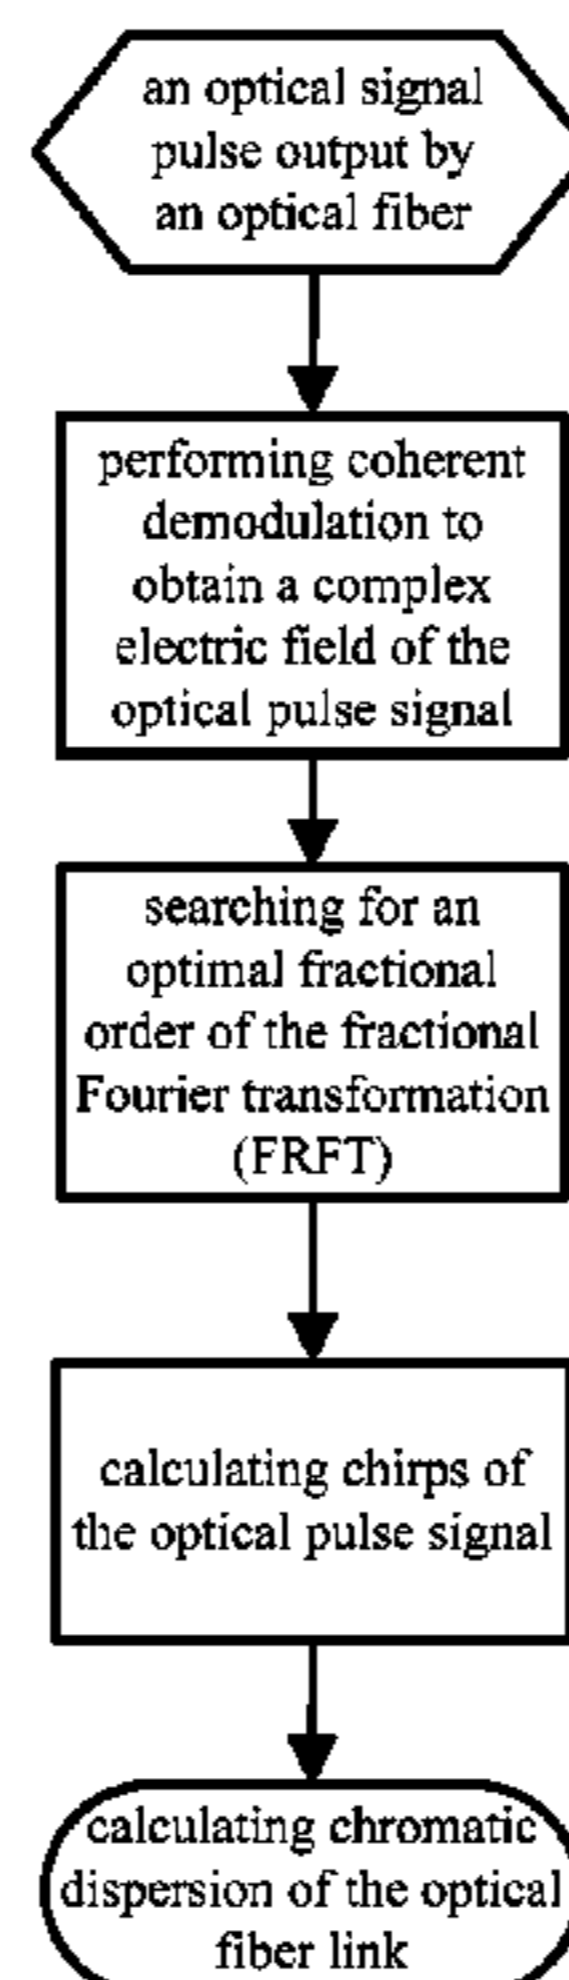 an optical signal
pulse output by
an optical fiber
performing coherent
demodulation to
obtain a complex
electric field of the
optical pulse signal
searching for an
optimal fractional
order of the fractional
Fourier transformation
(FRFT)
calculating chirps of
the optical pulse signal
calculating chromatic
dispersion of the optical
fiber link